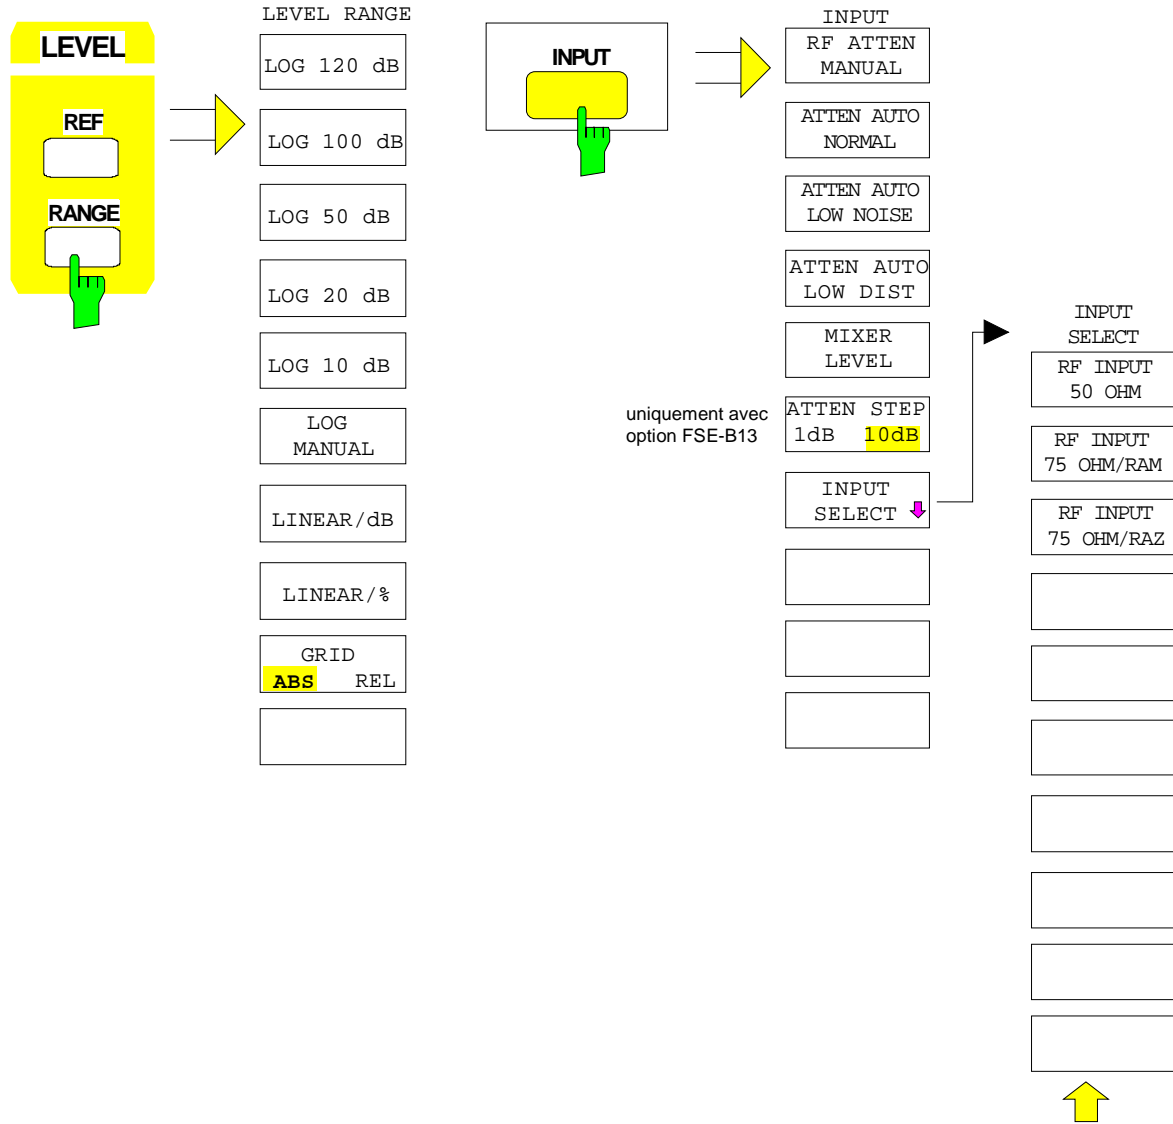 LEVEL
REF
RANGE
LEVEL RANGE
LOG 120 dB
LOG 100 dB
LOG 50 dB
LOG 20 dB
LOG 10 dB
LOG
MANUAL
LINEAR/dB
LINEAR/%
GRID
ABS REL
INPUT
INPUT
RF ATTEN
MANUAL
ATTEN AUTO
NORMAL
ATTEN AUTO
LOW NOISE
ATTEN AUTO
LOW DIST
MIXER
LEVEL
uniquement avec
option FSE-B13
ATTEN STEP
1dB 10dB
INPUT
SELECT
INPUT
SELECT
RF INPUT
50 OHM
RF INPUT
75 OHM/RAM
RF INPUT
75 OHM/RAZ